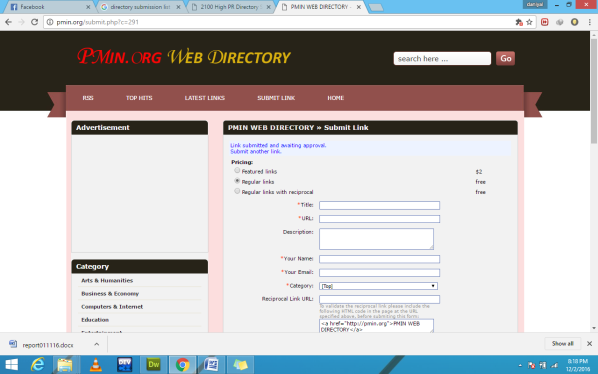 Facebook
directory submission list
2100 High PR Directory
PMIN WEB DIRECTORY -
pmin.org/submit.php?c=291
PMIN.ORG WEB DIRECTORY
search here ...
Go
RSS
TOP HITS
LATEST LINKS
SUBMIT LINK
HOME
Advertisement
PMIN WEB DIRECTORY » Submit Link
Link submitted and awaiting approval.
Submit another link.
Pricing:
Featured links $2
Regular links free
Regular links with reciprocal free
*Title:
*URL:
Description:
*Your Name:
*Your Email:
*Category: [Top]
Reciprocal Link URL:
To validate the reciprocal link please include the
following HTML code in the page at the URL
specified above, before submiting this form:
<a href="http://pmin.org">PMIN WEB
DIRECTORY</a>
Category
Arts & Humanities
Business & Economy
Computers & Internet
Education
Entertainment
report011116.docx
Show all
9:10 PM
12/2/2016